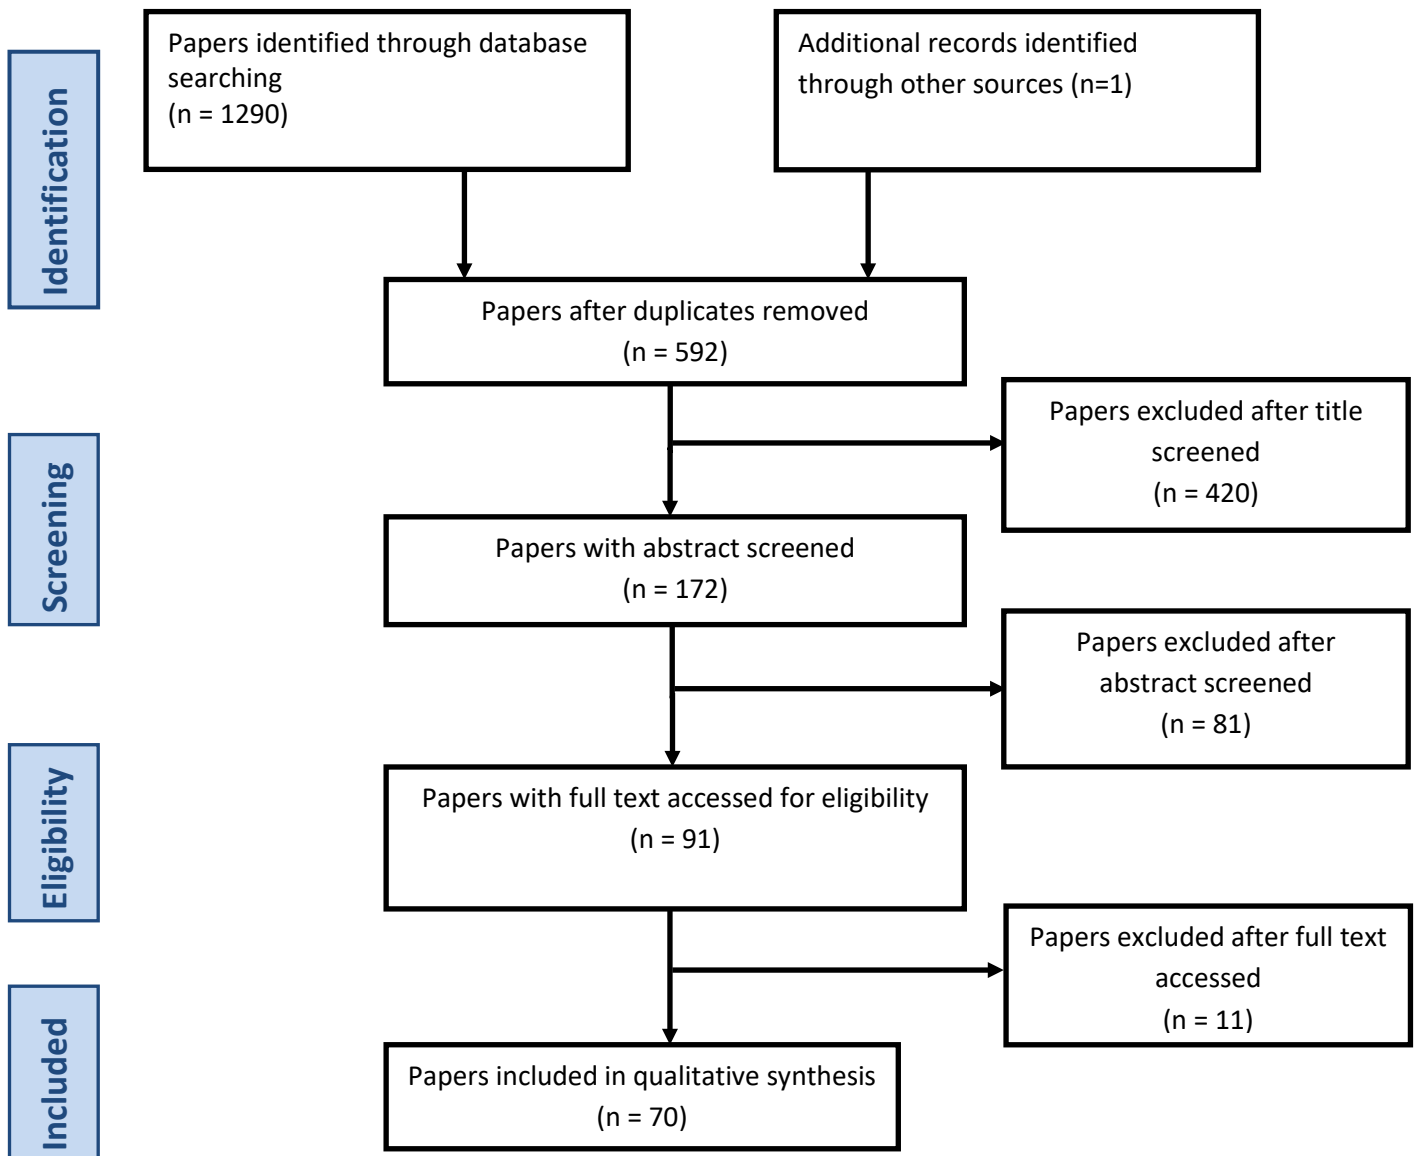 Identification
Papers identified through database
searching
(n = 1290)
Additional records identified
through other sources (n=1)
Papers after duplicates removed
(n = 592)
Papers excluded after title
screened
(n = 420)
Screening
Papers with abstract screened
(n = 172)
Papers excluded after
abstract screened
(n = 81)
Eligibility
Papers with full text accessed for eligibility
(n = 91)
Papers excluded after full text
accessed
(n = 11)
Included
Papers included in qualitative synthesis
(n = 70)